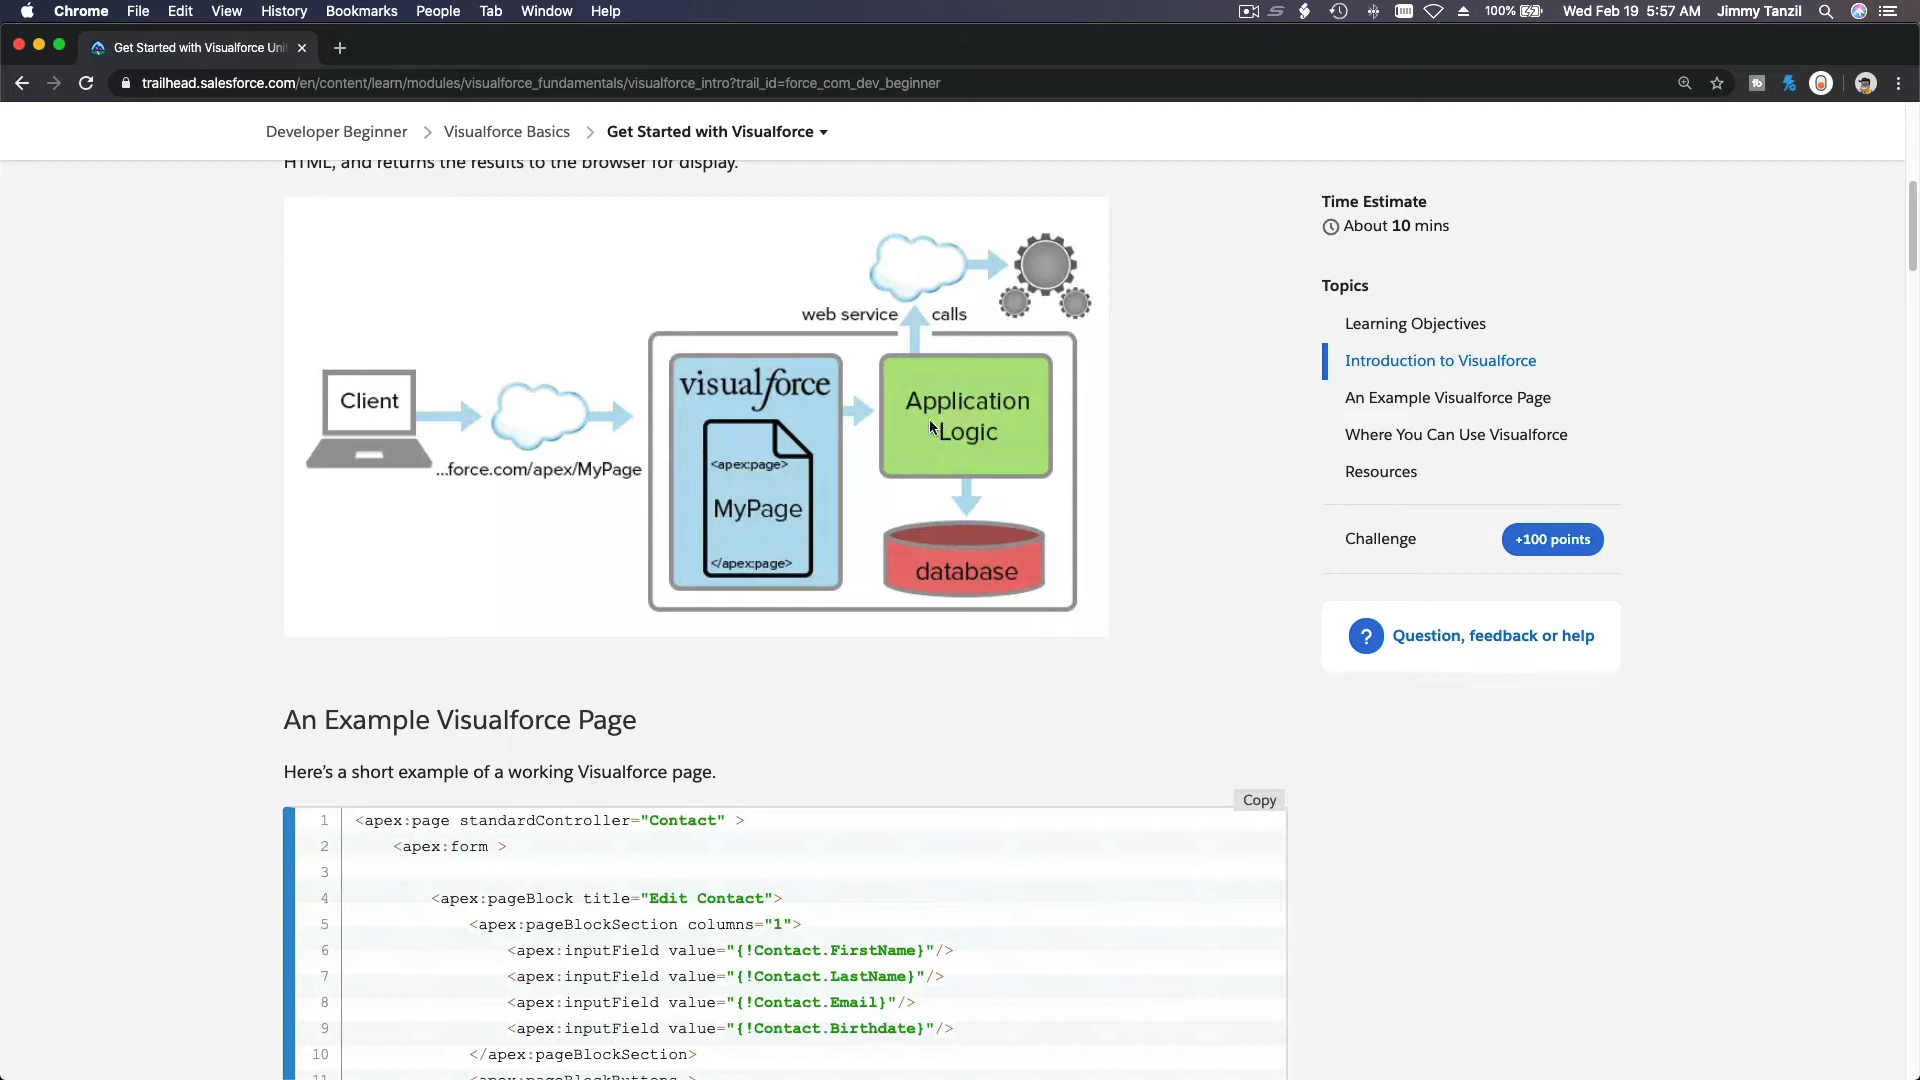 Chrome File Edit View History Bookmarks People Tab Window Help
100% Wed Feb 19 5:57 AM Jimmy Tanzil
Get Started with Visualforce Uni
trailhead.salesforce.com/en/content/learn/modules/visualforce_fundamentals/visualforce_intro?trail_id=force_com_dev_beginner
Developer Beginner > Visualforce Basics > Get Started with Visualforce
HTML, and returns the results to the browser for display.
web service calls
Client
...force.com/apex/MyPage
visualforce
<apex:page>
MyPage
</apex:page>
Application
Logic
database
Time Estimate
About 10 mins
Topics
Learning Objectives
Introduction to Visualforce
An Example Visualforce Page
Where You Can Use Visualforce
Resources
Challenge
+100 points
? Question, feedback or help
An Example Visualforce Page
Here’s a short example of a working Visualforce page.
Copy
1 <apex:page standardController="Contact" >
2 <apex:form >
3
4 <apex:pageBlock title="Edit Contact">
5 <apex:pageBlockSection columns="1">
6 <apex:inputField value="{!Contact.FirstName}"/>
7 <apex:inputField value="{!Contact.LastName}"/>
8 <apex:inputField value="{!Contact.Email}"/>
9 <apex:inputField value="{!Contact.Birthdate}"/>
10 </apex:pageBlockSection>
11 <apex:pageBlockButtons >